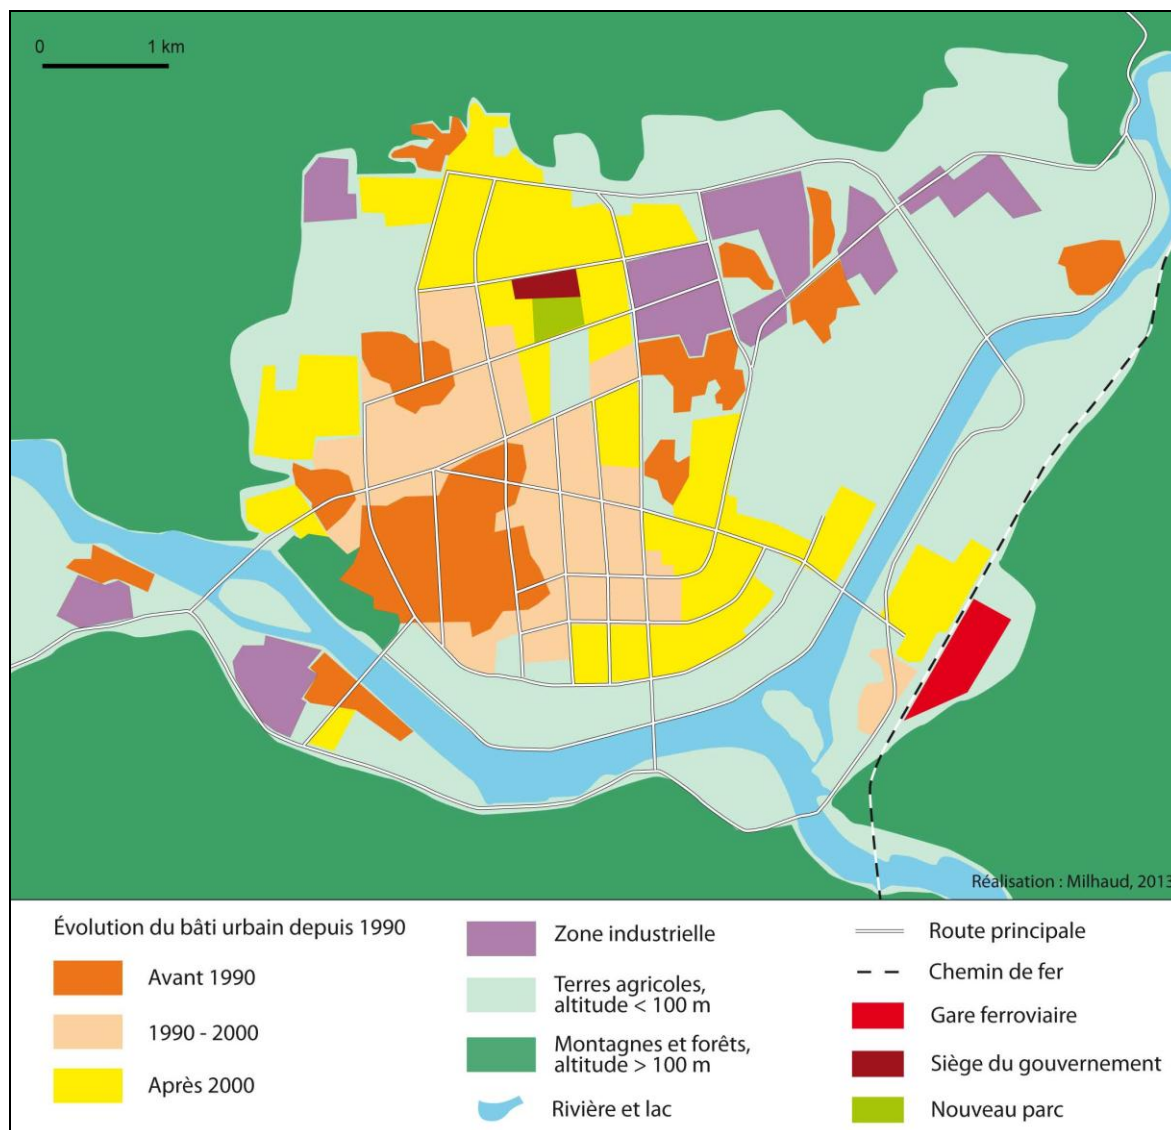 0 1 km
Réalisation : Milhaud, 2013
Évolution du bâti urbain depuis 1990
Avant 1990
1990 - 2000
Après 2000
Zone industrielle
Terres agricoles,
altitude < 100 m
Montagnes et forêts,
altitude > 100 m
Rivière et lac
Route principale
Chemin de fer
Gare ferroviaire
Siège du gouvernement
Nouveau parc